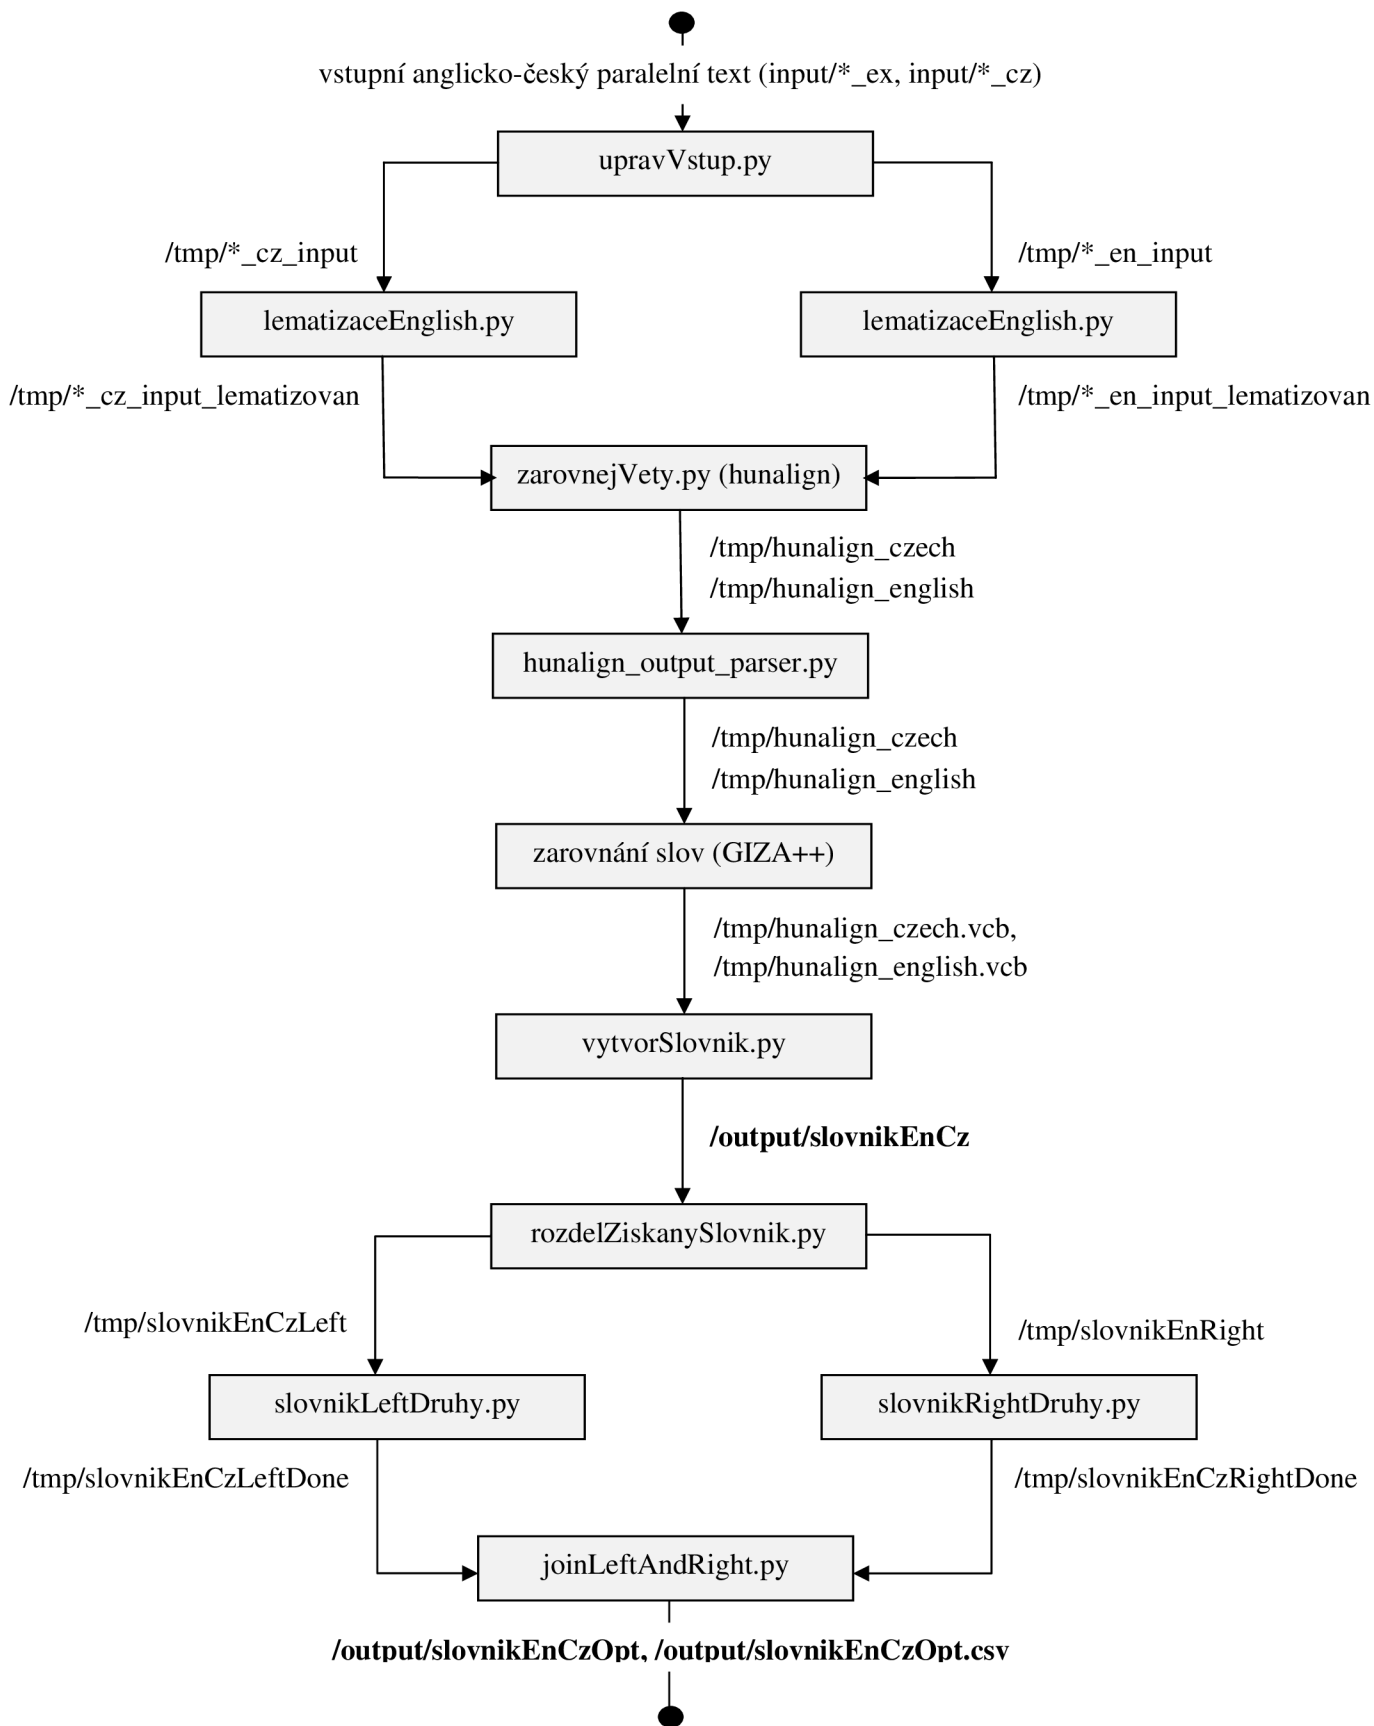 vstupní anglicko-český paralelní text (input/*_ex, input/*_cz)
upravVstup.py
/tmp/*_cz_input
/tmp/*_en_input
lematizaceEnglish.py
lematizaceEnglish.py
/tmp/*_cz_input_lematizovan
/tmp/*_en_input_lematizovan
zarovnejVety.py (hunalign)
/tmp/hunalign_czech
/tmp/hunalign_english
hunalign_output_parser.py
/tmp/hunalign_czech
/tmp/hunalign_english
zarovnání slov (GIZA++)
/tmp/hunalign_czech.vcb,
/tmp/hunalign_english.vcb
vytvorSlovnik.py
/output/slovnikEnCz
rozdelZiskanySlovnik.py
/tmp/slovnikEnCzLeft
/tmp/slovnikEnRight
slovnikLeftDruhy.py
slovnikRightDruhy.py
/tmp/slovnikEnCzLeftDone
/tmp/slovnikEnCzRightDone
joinLeftAndRight.py
/output/slovnikEnCzOpt, /output/slovnikEnCzOpt.csv